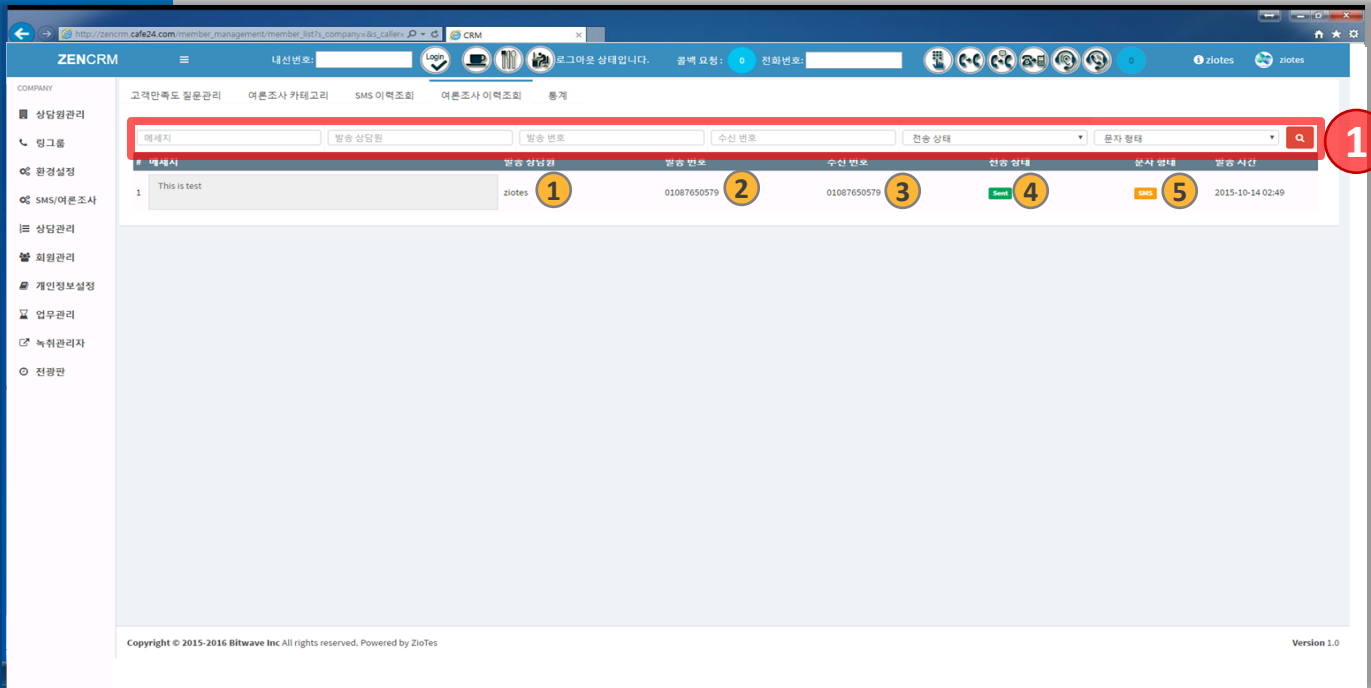 http://zencrm.cafe24.com/member_management/member_list?s_company=&s_caller= CRM
ZENCRM 내선번호: Login 로그아웃 상태입니다. 콜백 요청 : 0 전화번호: 0 ziotes ziotes
COMPANY
고객만족도 질문관리 여론조사 카테고리 SMS 이력조회 여론조사 이력조회 통계
상담원관리
링그룹
환경설정
SMS/여론조사
상담관리
회원관리
개인정보설정
업무관리
녹취관리자
전광판
메세지 발송 상담원 발송 번호 수신 번호 전송 상태 문자 형태 1
# 메세지 발송 상담원 발송 번호 수신 번호 전송 상태 문자 형태 발송 시간
1 This is test ziotes 1 01087650579 2 01087650579 3 Sent 4 SMS 5 2015-10-14 02:49
Copyright © 2015-2016 Bitwave Inc All rights reserved. Powered by ZioTes Version 1.0